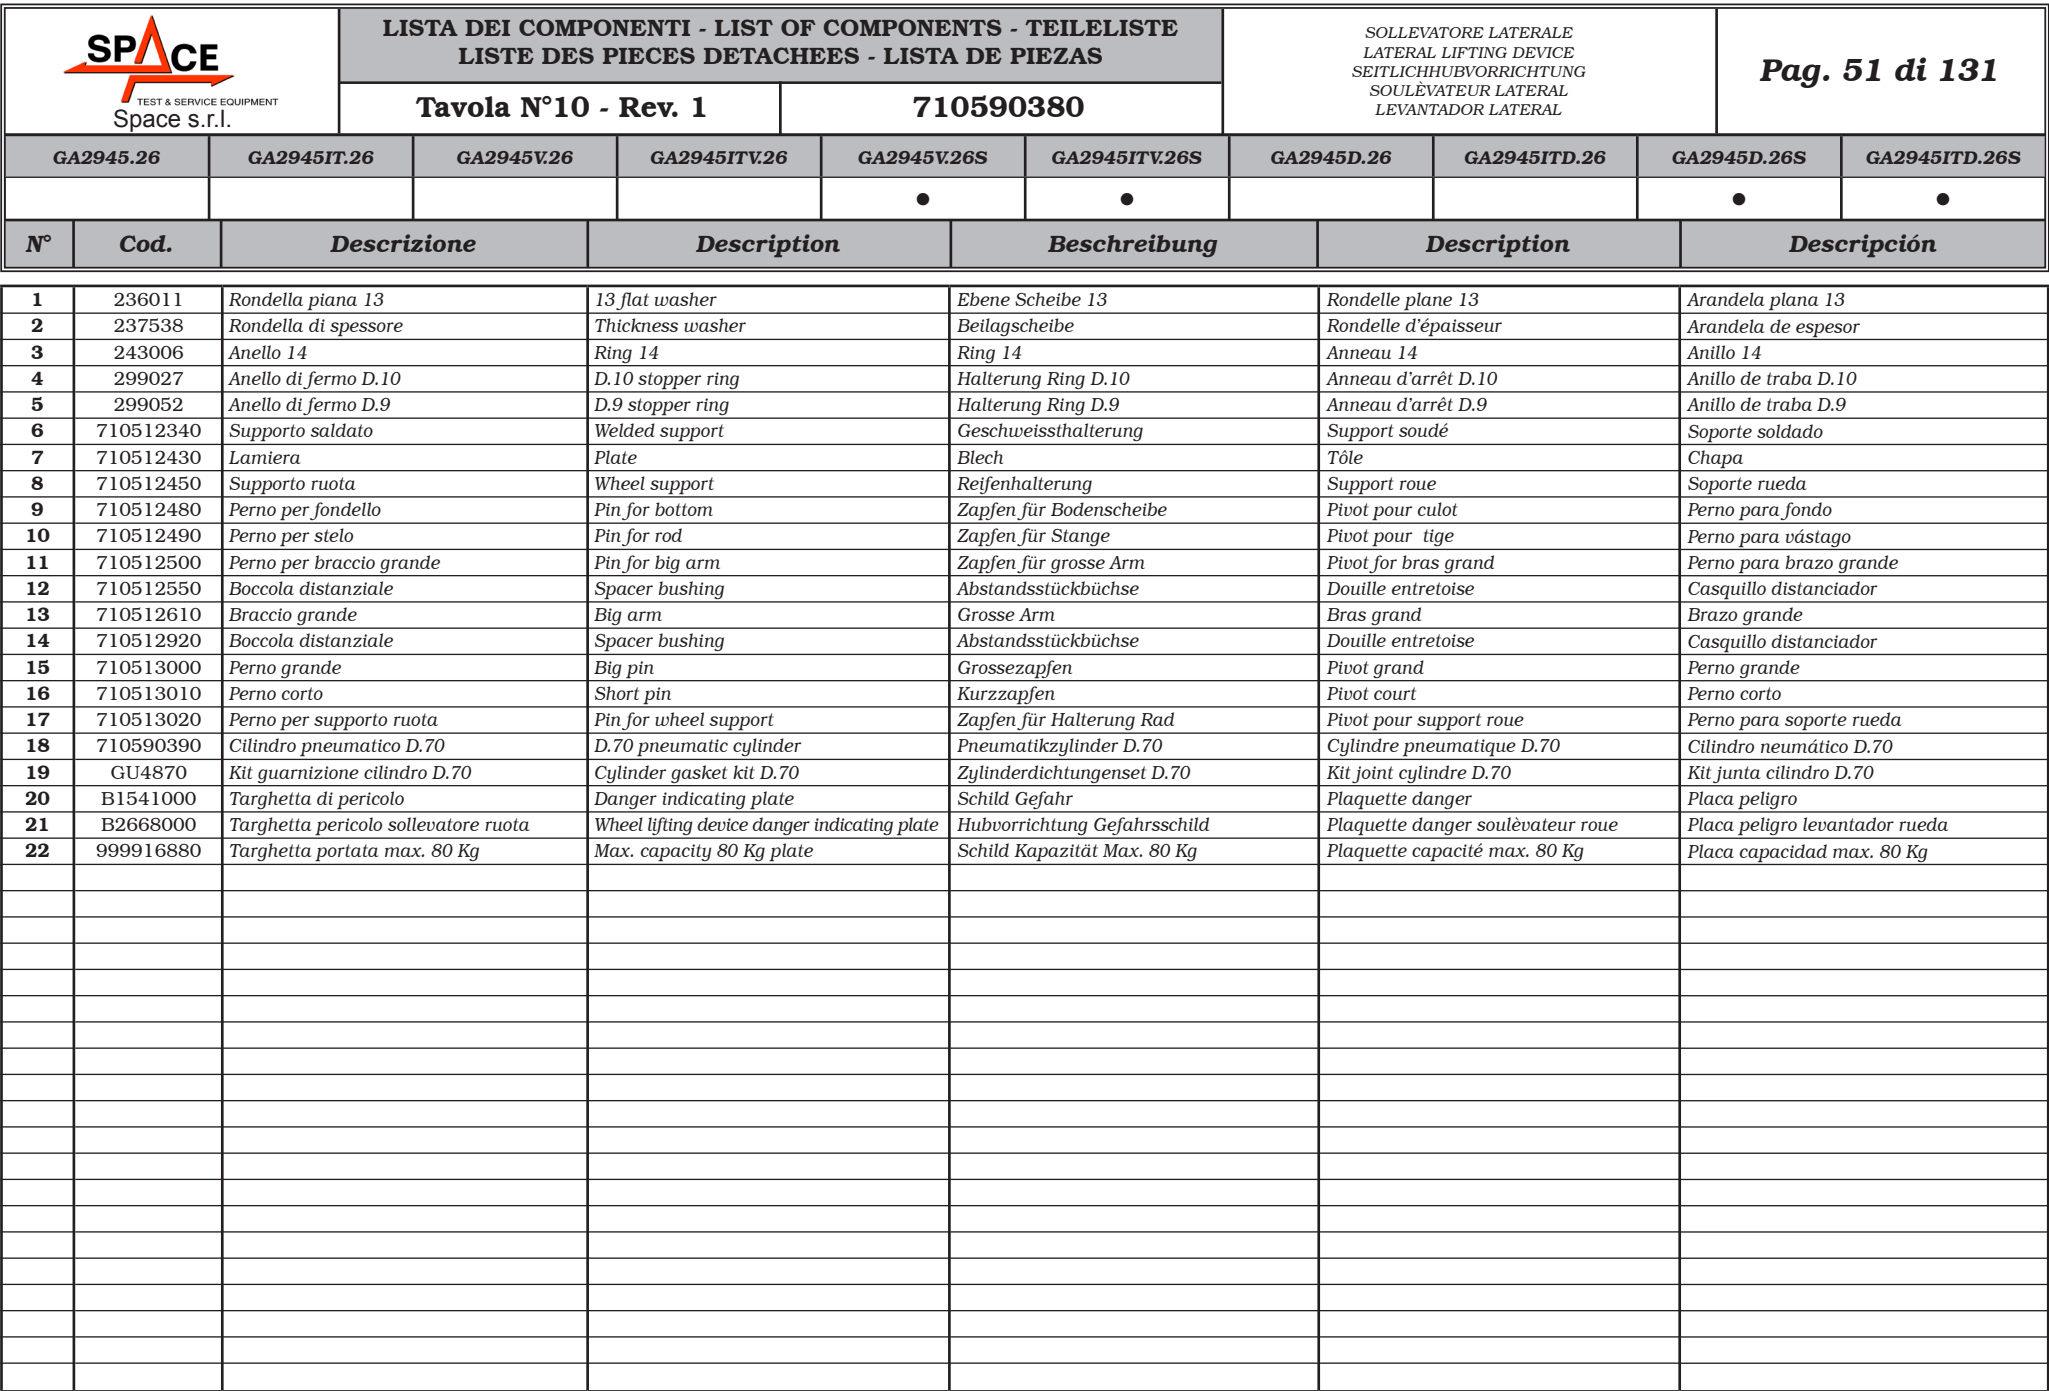 SPACE
TEST & SERVICE EQUIPMENT
Space s.r.l.
LISTA DEI COMPONENTI - LIST OF COMPONENTS - TEILELISTE
LISTE DES PIECES DETACHEES - LISTA DE PIEZAS
Tavola N°10 - Rev. 1 710590380
SOLLEVATORE LATERALE
LATERAL LIFTING DEVICE
SEITLICHHUBVORRICHTUNG
SOULÈVATEUR LATERAL
LEVANTADOR LATERAL
Pag. 51 di 131
GA2945.26 GA2945IT.26 GA2945V.26 GA2945ITV.26 GA2945V.26S GA2945ITV.26S GA2945D.26 GA2945ITD.26 GA2945D.26S GA2945ITD.26S
● ● ● ●
N° Cod. Descrizione Description Beschreibung Description Descripción
1 236011 Rondella piana 13 13 flat washer Ebene Scheibe 13 Rondelle plane 13 Arandela plana 13
2 237538 Rondella di spessore Thickness washer Beilagscheibe Rondelle d'épaisseur Arandela de espesor
3 243006 Anello 14 Ring 14 Ring 14 Anneau 14 Anillo 14
4 299027 Anello di fermo D.10 D.10 stopper ring Halterung Ring D.10 Anneau d'arrêt D.10 Anillo de traba D.10
5 299052 Anello di fermo D.9 D.9 stopper ring Halterung Ring D.9 Anneau d'arrêt D.9 Anillo de traba D.9
6 710512340 Supporto saldato Welded support Geschweissthalterung Support soudé Soporte soldado
7 710512430 Lamiera Plate Blech Tôle Chapa
8 710512450 Supporto ruota Wheel support Reifenhalterung Support roue Soporte rueda
9 710512480 Perno per fondello Pin for bottom Zapfen für Bodenscheibe Pivot pour culot Perno para fondo
10 710512490 Perno per stelo Pin for rod Zapfen für Stange Pivot pour tige Perno para vástago
11 710512500 Perno per braccio grande Pin for big arm Zapfen für grosse Arm Pivot for bras grand Perno para brazo grande
12 710512550 Boccola distanziale Spacer bushing Abstandsstückbüchse Douille entretoise Casquillo distanciador
13 710512610 Braccio grande Big arm Grosse Arm Bras grand Brazo grande
14 710512920 Boccola distanziale Spacer bushing Abstandsstückbüchse Douille entretoise Casquillo distanciador
15 710513000 Perno grande Big pin Grossezapfen Pivot grand Perno grande
16 710513010 Perno corto Short pin Kurzzapfen Pivot court Perno corto
17 710513020 Perno per supporto ruota Pin for wheel support Zapfen für Halterung Rad Pivot pour support roue Perno para soporte rueda
18 710590390 Cilindro pneumatico D.70 D.70 pneumatic cylinder Pneumatikzylinder D.70 Cylindre pneumatique D.70 Cilindro neumático D.70
19 GU4870 Kit guarnizione cilindro D.70 Cylinder gasket kit D.70 Zylinderdichtungenset D.70 Kit joint cylindre D.70 Kit junta cilindro D.70
20 B1541000 Targhetta di pericolo Danger indicating plate Schild Gefahr Plaquette danger Placa peligro
21 B2668000 Targhetta pericolo sollevatore ruota Wheel lifting device danger indicating plate Hubvorrichtung Gefahrsschild Plaquette danger soulèvateur roue Placa peligro levantador rueda
22 999916880 Targhetta portata max. 80 Kg Max. capacity 80 Kg plate Schild Kapazität Max. 80 Kg Plaquette capacité max. 80 Kg Placa capacidad max. 80 Kg